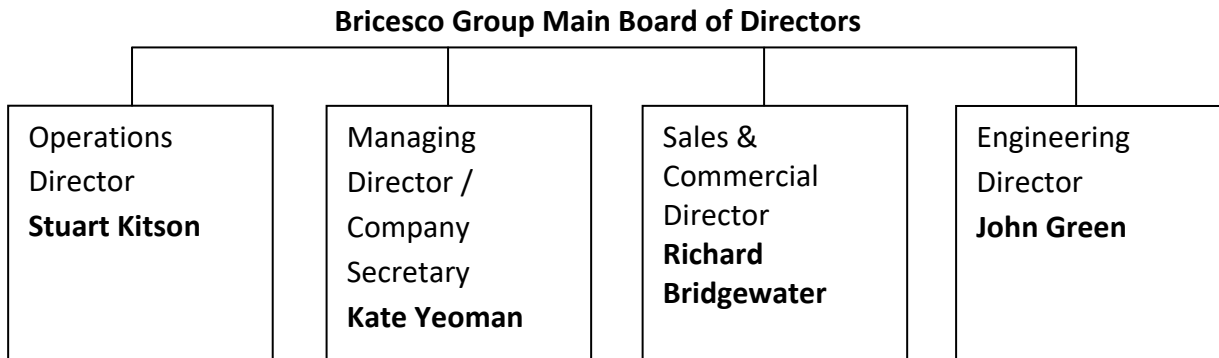 Bricesco Group Main Board of Directors
Operations
Director
Stuart Kitson
Managing
Director /
Company
Secretary
Kate Yeoman
Sales &
Commercial
Director
Richard
Bridgewater
Engineering
Director
John Green